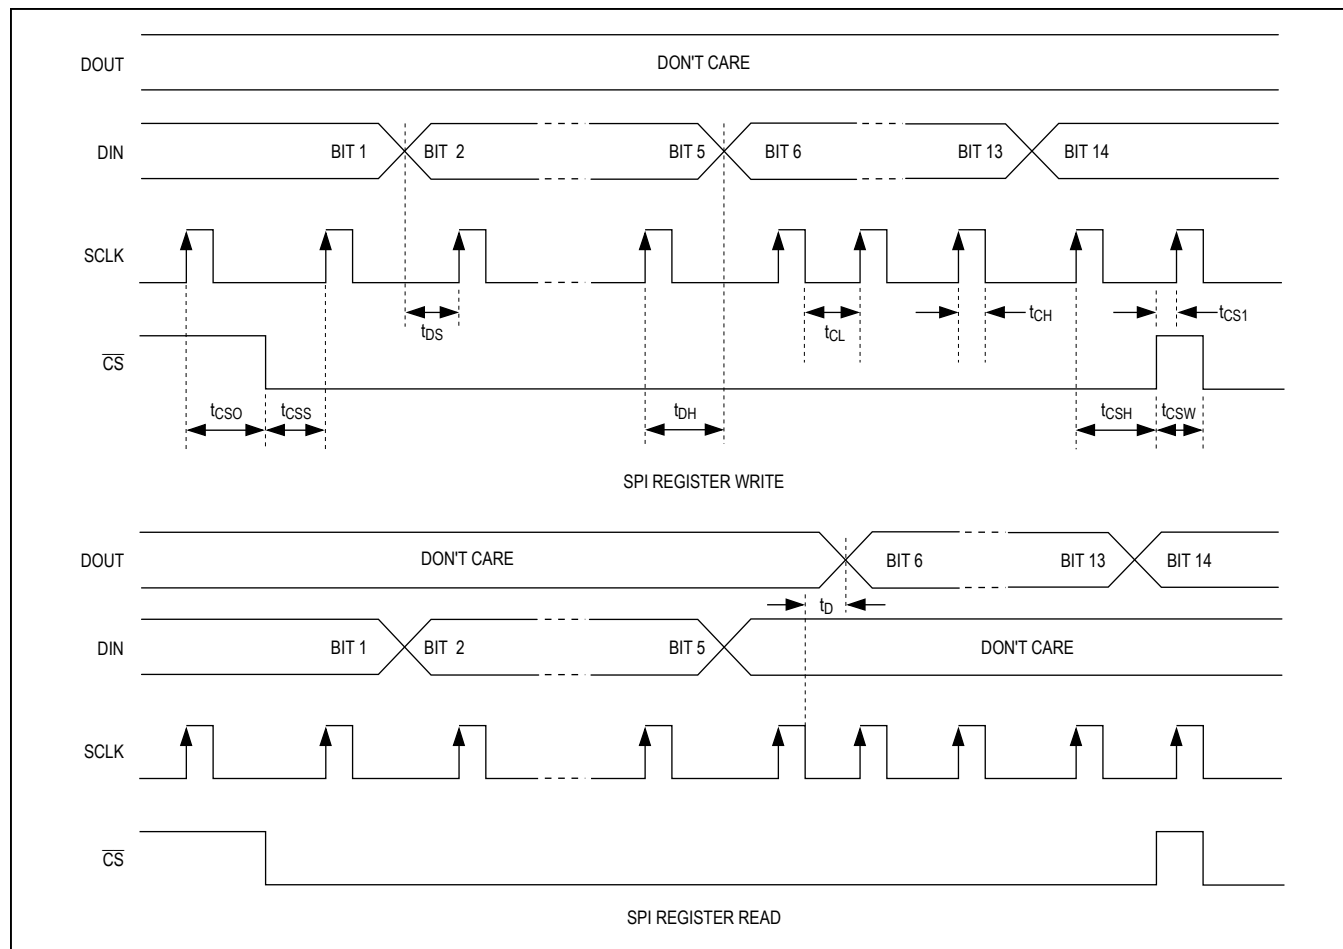 DOUT DON'T CARE
DIN BIT 1 BIT 2 BIT 5 BIT 6 BIT 13 BIT 14
SCLK
tDS tCL tCH tCS1
CS
tCSO tCSS tDH tCSH tCSW
SPI REGISTER WRITE
DOUT DON'T CARE BIT 6 BIT 13 BIT 14
tD
DIN BIT 1 BIT 2 BIT 5 DON'T CARE
SCLK
CS
SPI REGISTER READ